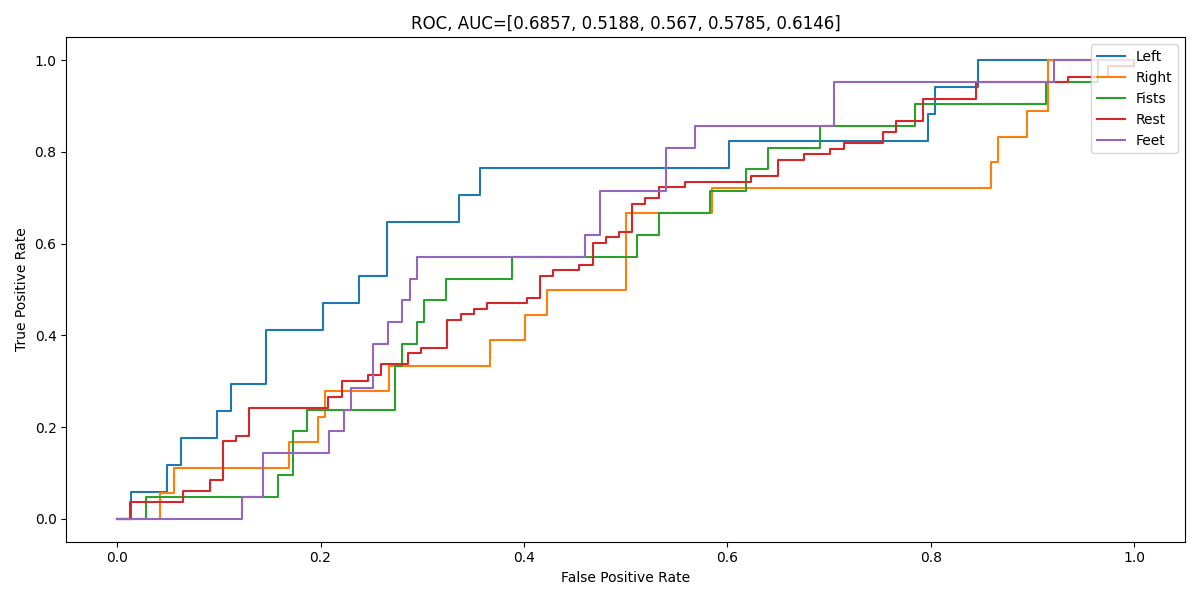 ROC, AUC=[0.6857, 0.5188, 0.567, 0.5785, 0.6146]
1.0
0.8
0.6
0.4
0.2
0.0
True Positive Rate
Left
Right
Fists
Rest
Feet
0.0 0.2 0.4 0.6 0.8 1.0
False Positive Rate